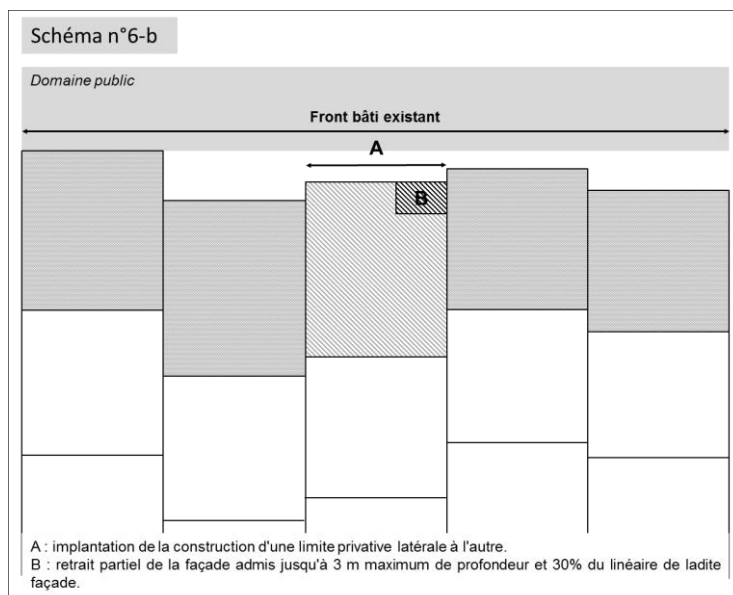 Schéma n°6-b
Domaine public
Front bâti existant
A
B
A : implantation de la construction d'une limite privative latérale à l'autre.
B : retrait partiel de la façade admis jusqu'à 3 m maximum de profondeur et 30% du linéaire de ladite
façade.